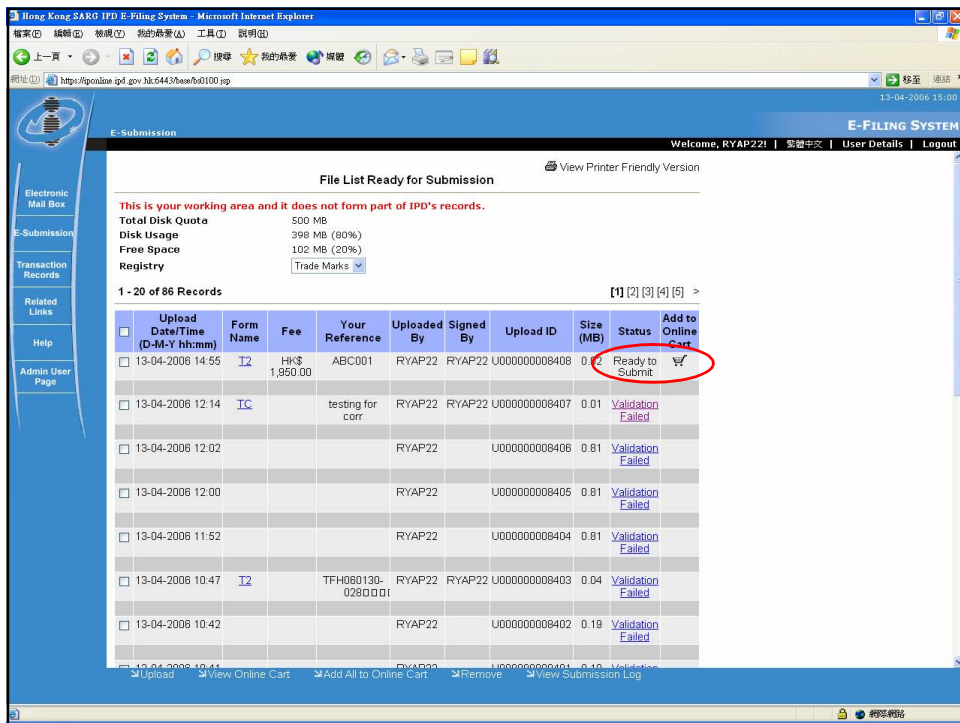 Hong Kong SARG IPD E-Filing System - Microsoft Internet Explorer
檔案(F) 編輯(E) 檢視(V) 我的最愛(A) 工具(T) 說明(H)
上一頁 搜尋 我的最愛 媒體
網址(D) https://iponline.ipd.gov.hk:6443/base/bs0100.jsp 移至 連結
13-04-2006 15:00
E-Submission E-FILING SYSTEM
Welcome, RYAP22! | 繁體中文 | User Details | Logout
Electronic Mail Box
E-Submission
Transaction Records
Related Links
Help
Admin User Page
View Printer Friendly Version
File List Ready for Submission
This is your working area and it does not form part of IPD's records.
Total Disk Quota 500 MB
Disk Usage 398 MB (80%)
Free Space 102 MB (20%)
Registry Trade Marks
1 - 20 of 86 Records [1] [2] [3] [4] [5] >
Upload Date/Time (D-M-Y hh:mm) Form Name Fee Your Reference Uploaded By Signed By Upload ID Size (MB) Status Add to Online Cart
13-04-2006 14:55 T2 HK$ 1,950.00 ABC001 RYAP22 RYAP22 U000000008408 0.02 Ready to Submit
13-04-2006 12:14 TC testing for corr RYAP22 RYAP22 U000000008407 0.01 Validation Failed
13-04-2006 12:02 RYAP22 U000000008406 0.81 Validation Failed
13-04-2006 12:00 RYAP22 U000000008405 0.81 Validation Failed
13-04-2006 11:52 RYAP22 U000000008404 0.81 Validation Failed
13-04-2006 10:47 T2 TFH060130-028 RYAP22 RYAP22 U000000008403 0.04 Validation Failed
13-04-2006 10:42 RYAP22 U000000008402 0.19 Validation Failed
Upload View Online Cart Add All to Online Cart Remove View Submission Log
網際網路